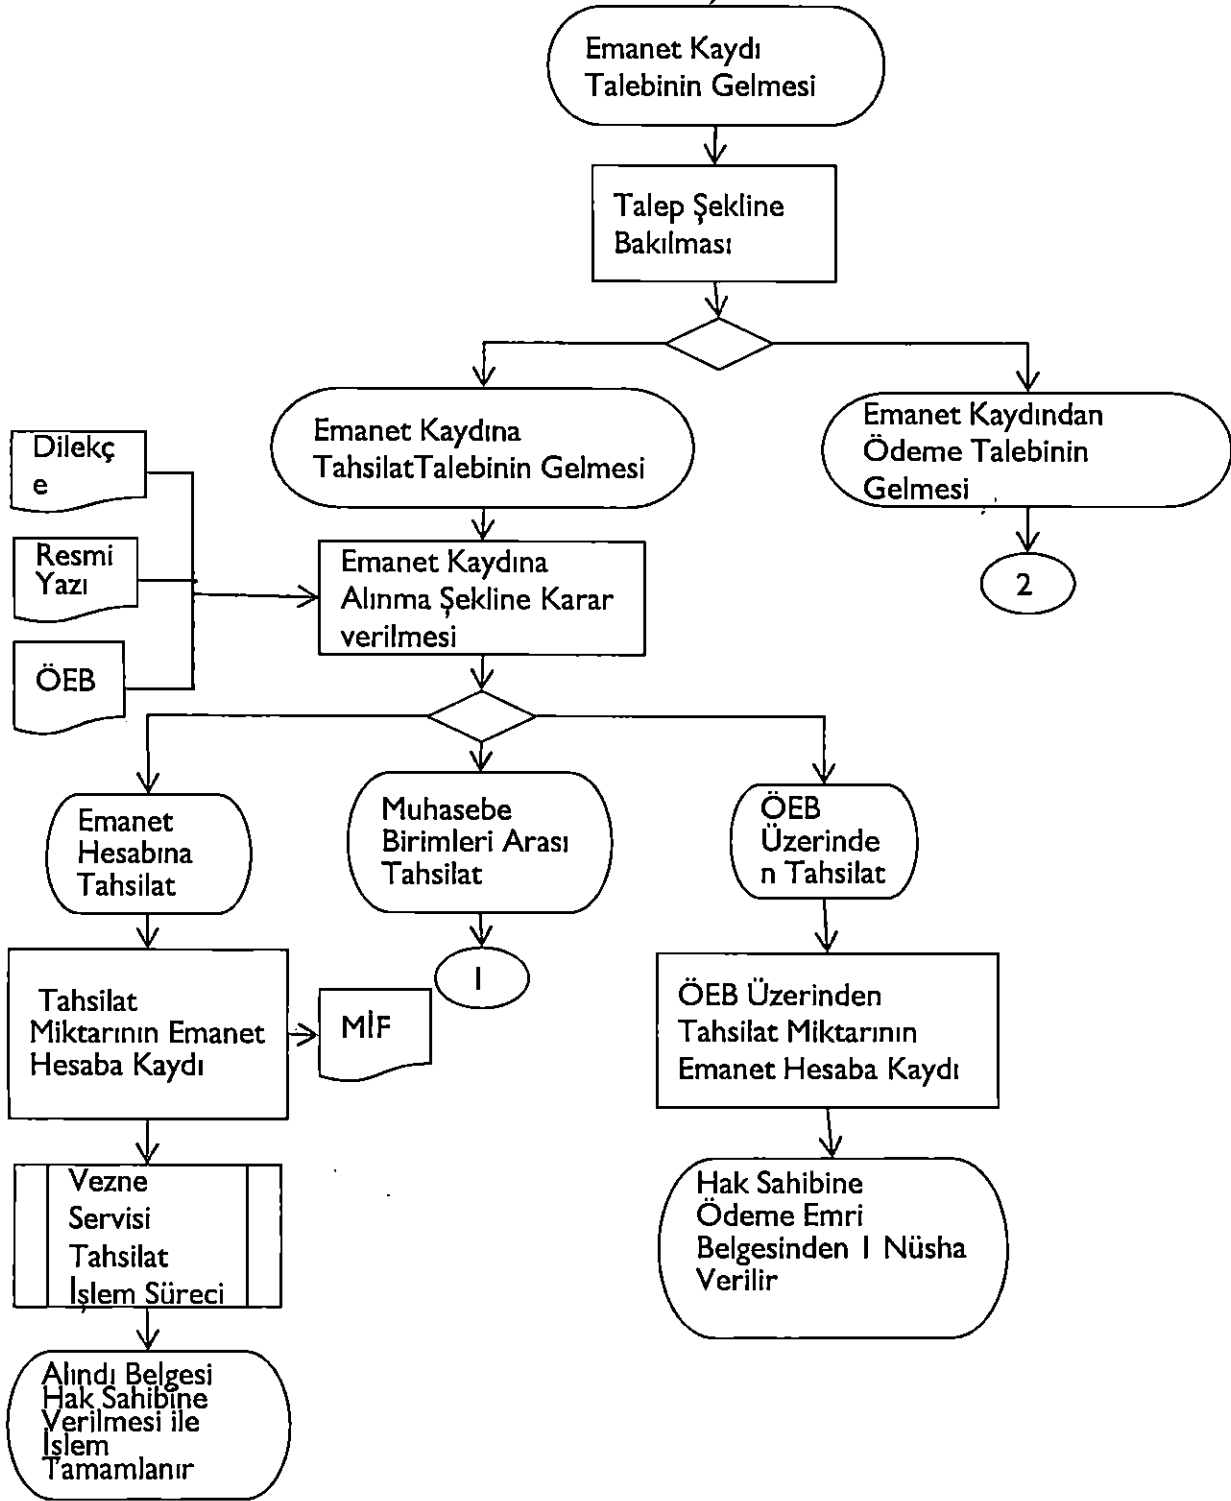 Emanet Kaydı
Talebinin Gelmesi
Talep Şekline
Bakılması
Emanet Kaydına
TahsilatTalebinin Gelmesi
Emanet Kaydından
Ödeme Talebinin
Gelmesi
2
Dilekç
e
Resmi
Yazı
ÖEB
Emanet Kaydına
Alınma Şekline Karar
verilmesi
Emanet
Hesabına
Tahsilat
Muhasebe
Birimleri Arası
Tahsilat
ÖEB
Üzerinde
n Tahsilat
1
Tahsilat
Miktarının Emanet
Hesaba Kaydı
MİF
ÖEB Üzerinden
Tahsilat Miktarının
Emanet Hesaba Kaydı
Vezne
Servisi
Tahsilat
İşlem Süreci
Hak Sahibine
Ödeme Emri
Belgesinden 1 Nüsha
Verilir
Alındı Belgesi
Hak Sahibine
Verilmesi ile
İşlem
Tamamlanır